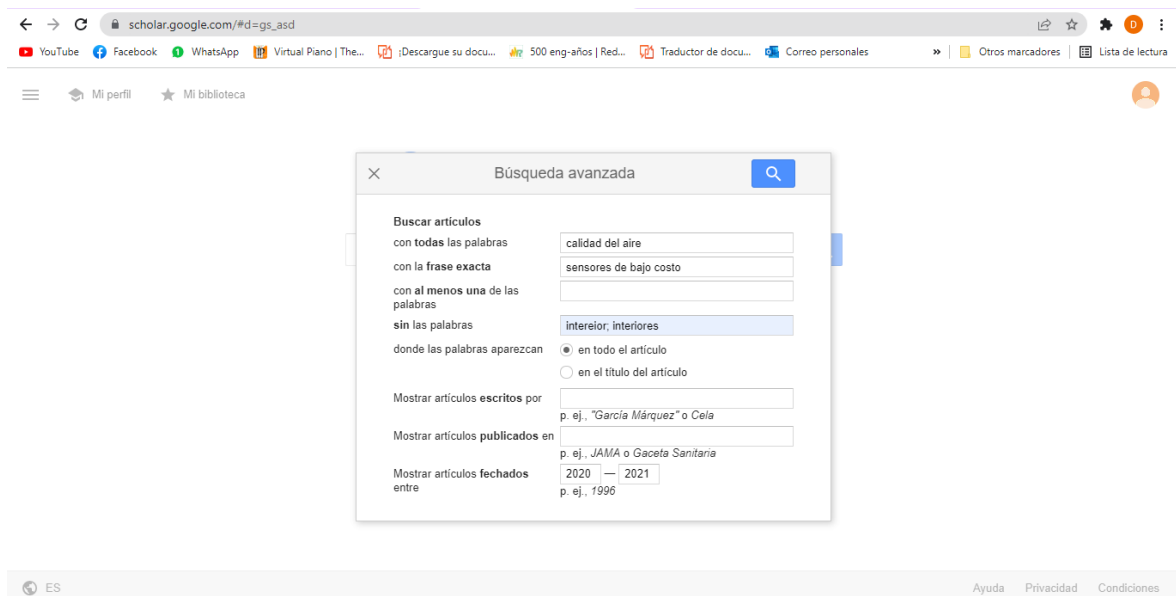 scholar.google.com/#d=gs_asd
D
YouTube Facebook WhatsApp Virtual Piano | The... ¡Descargue su docu... 500 eng-años | Red... Traductor de docu... Correo personales » Otros marcadores Lista de lectura
Mi perfil Mi biblioteca
Búsqueda avanzada
Buscar artículos
con todas las palabras calidad del aire
con la frase exacta sensores de bajo costo
con al menos una de las
palabras
sin las palabras intereior; interiores
donde las palabras aparezcan en todo el artículo
en el título del artículo
Mostrar artículos escritos por
p. ej., "García Márquez" o Cela
Mostrar artículos publicados en
p. ej., JAMA o Gaceta Sanitaria
Mostrar artículos fechados 2020 — 2021
entre
p. ej., 1996
ES Ayuda Privacidad Condiciones